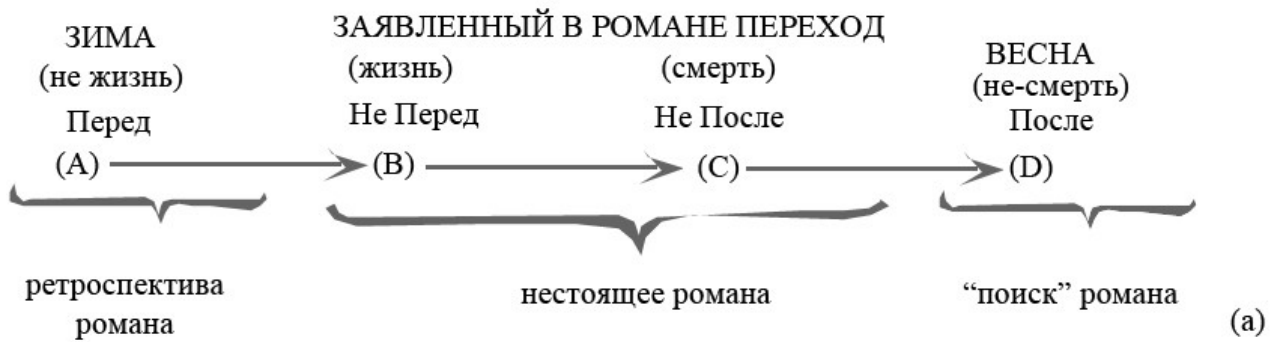 ЗИМА
(не жизнь)
Перед
(A)
ЗАЯВЛЕННЫЙ В РОМАНЕ ПЕРЕХОД
(жизнь) (смерть)
Не Перед Не После
(B) (C)
ВЕСНА
(не-смерть)
После
(D)
ретроспектива
романа
нестоящее романа
“поиск” романа
(a)